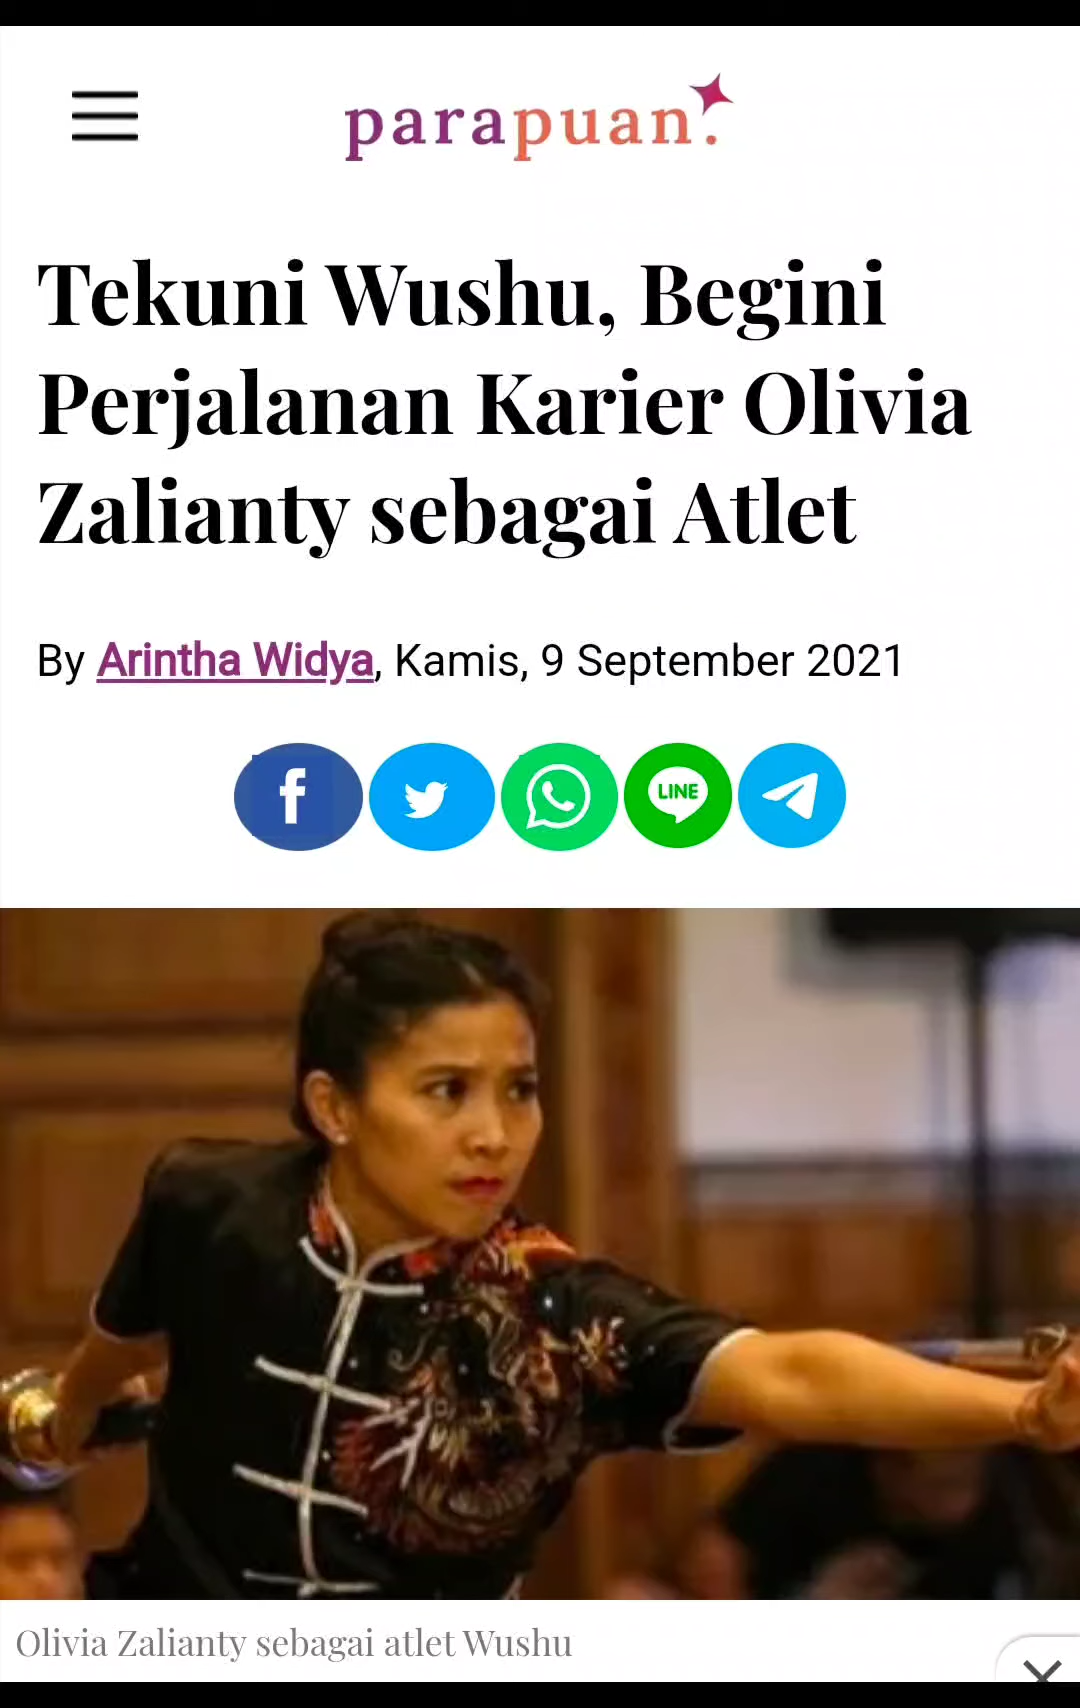 parapuan.
Tekuni Wushu, Begini
Perjalanan Karier Olivia
Zalianty sebagai Atlet
By Arintha Widya, Kamis, 9 September 2021
LINE
Olivia Zalianty sebagai atlet Wushu